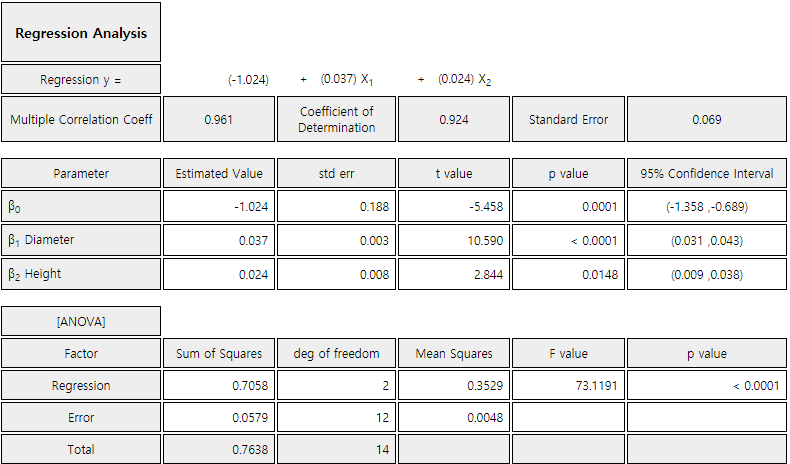 Regression Analysis
Regression y = (-1.024) + (0.037) X₁ + (0.024) X₂
Multiple Correlation Coeff 0.961 Coefficient of Determination 0.924 Standard Error 0.069
Parameter Estimated Value std err t value p value 95% Confidence Interval
β₀ -1.024 0.188 -5.458 0.0001 (-1.358 ,-0.689)
β₁ Diameter 0.037 0.003 10.590 < 0.0001 (0.031 ,0.043)
β₂ Height 0.024 0.008 2.844 0.0148 (0.009 ,0.038)
[ANOVA]
Factor Sum of Squares deg of freedom Mean Squares F value p value
Regression 0.7058 2 0.3529 73.1191 < 0.0001
Error 0.0579 12 0.0048
Total 0.7638 14